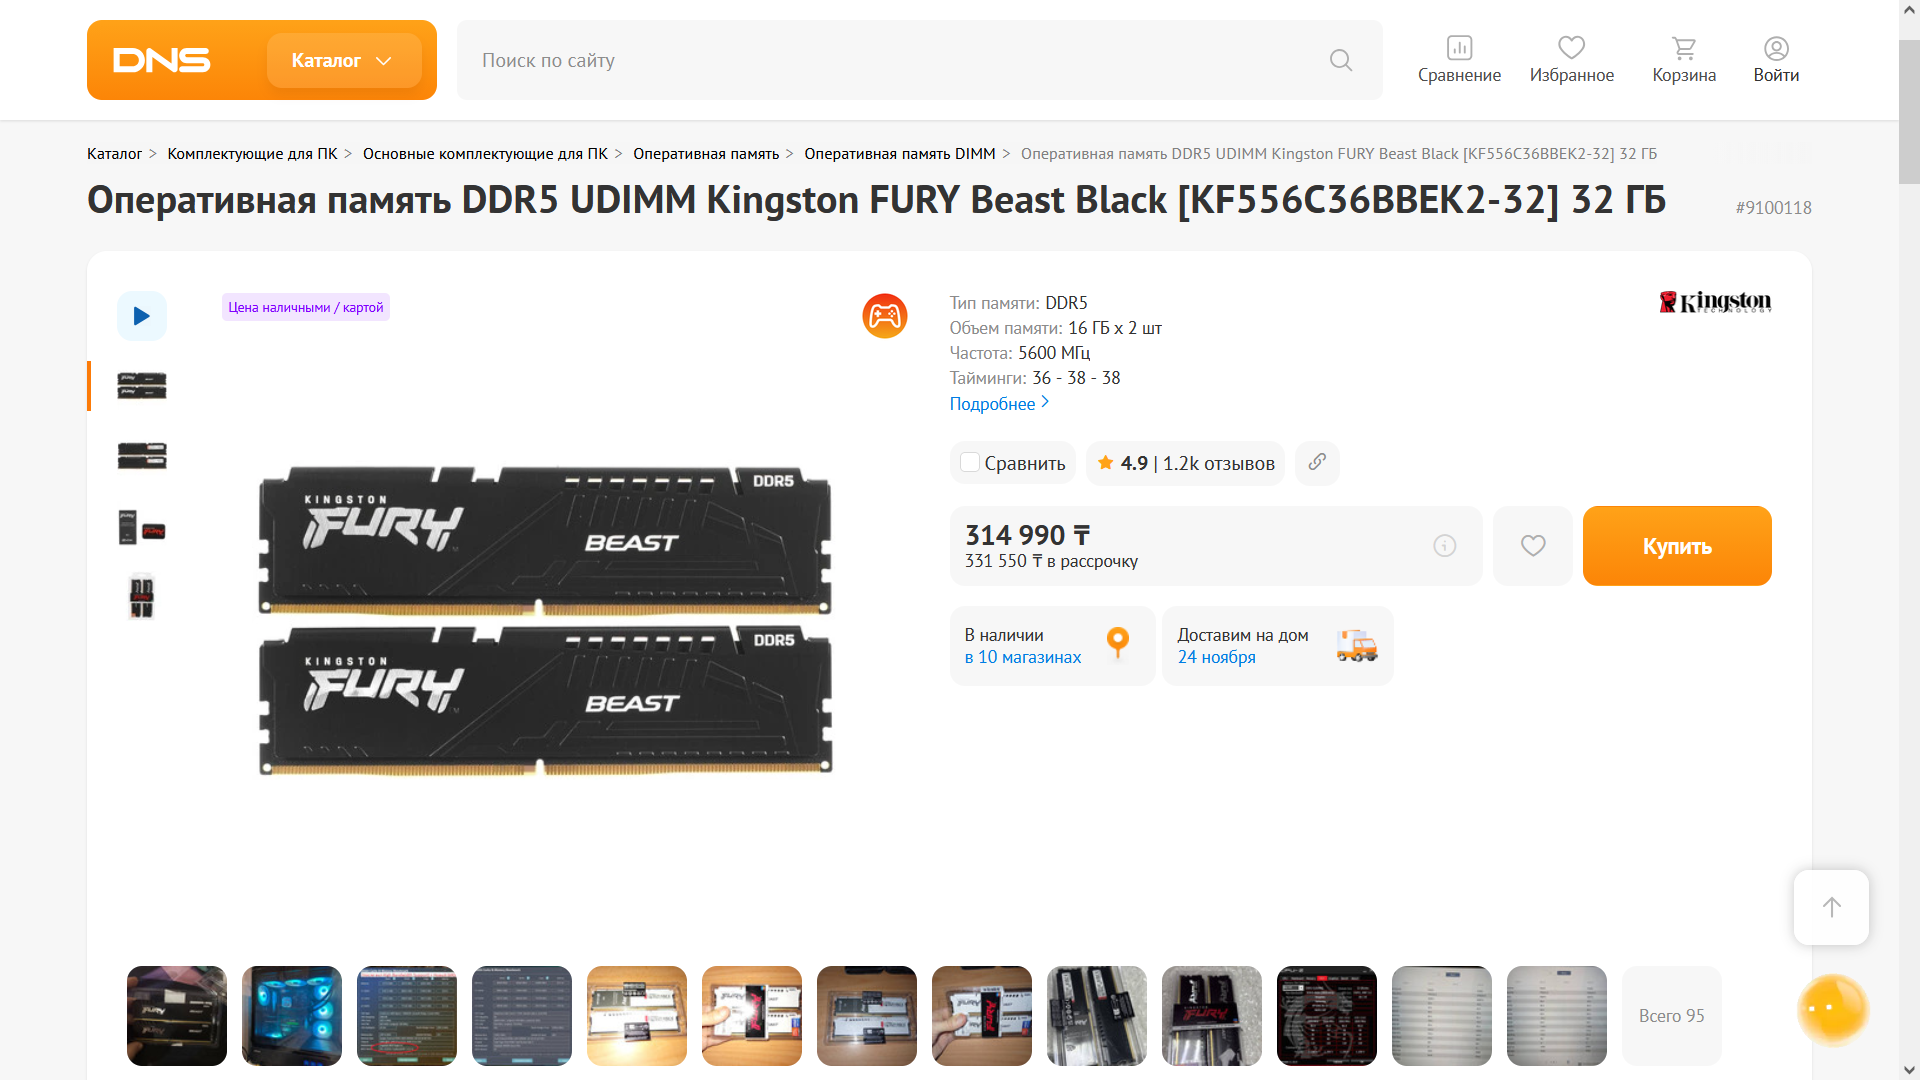 DNS
Каталог
Поиск по сайту
Сравнение
Избранное
Корзина
Войти
Каталог > Комплектующие для ПК > Основные комплектующие для ПК > Оперативная память > Оперативная память DIMM > Оперативная память DDR5 UDIMM Kingston FURY Beast Black [KF556C36BBEK2-32] 32 ГБ
Оперативная память DDR5 UDIMM Kingston FURY Beast Black [KF556C36BBEK2-32] 32 ГБ
#9100118
Цена наличными / картой
Тип памяти: DDR5
Объем памяти: 16 ГБ x 2 шт
Частота: 5600 МГц
Тайминги: 36 - 38 - 38
Подробнее
Kingston
TECHNOLOGY
Сравнить
4.9 | 1.2k отзывов
314 990 ₸
331 550 ₸ в рассрочку
Купить
В наличии
в 10 магазинах
Доставим на дом
24 ноября
DDR5
KINGSTON
FURY
BEAST
DDR5
KINGSTON
FURY
BEAST
Всего 95